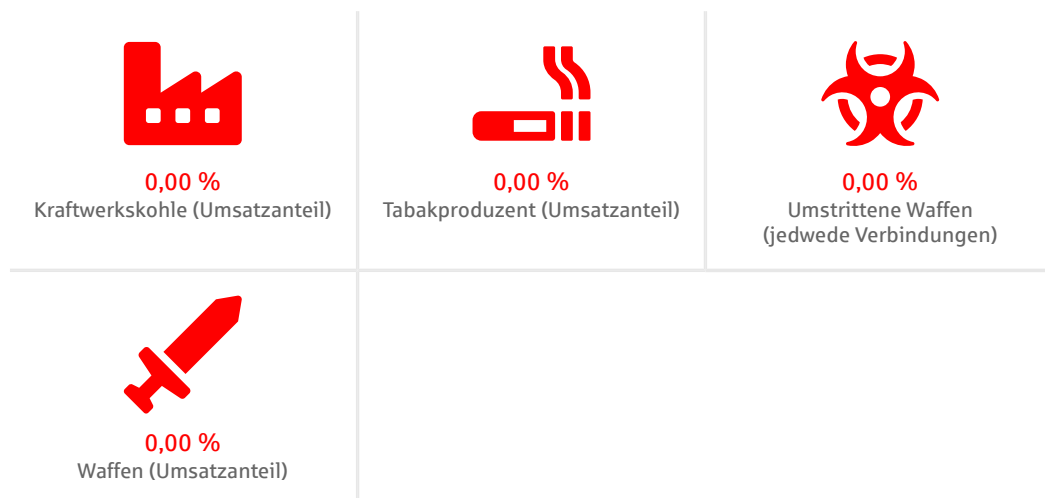 0,00 %
Kraftwerkskohle (Umsatzanteil)
0,00 %
Tabakproduzent (Umsatzanteil)
0,00 %
Umstrittene Waffen
(jedwede Verbindungen)
0,00 %
Waffen (Umsatzanteil)